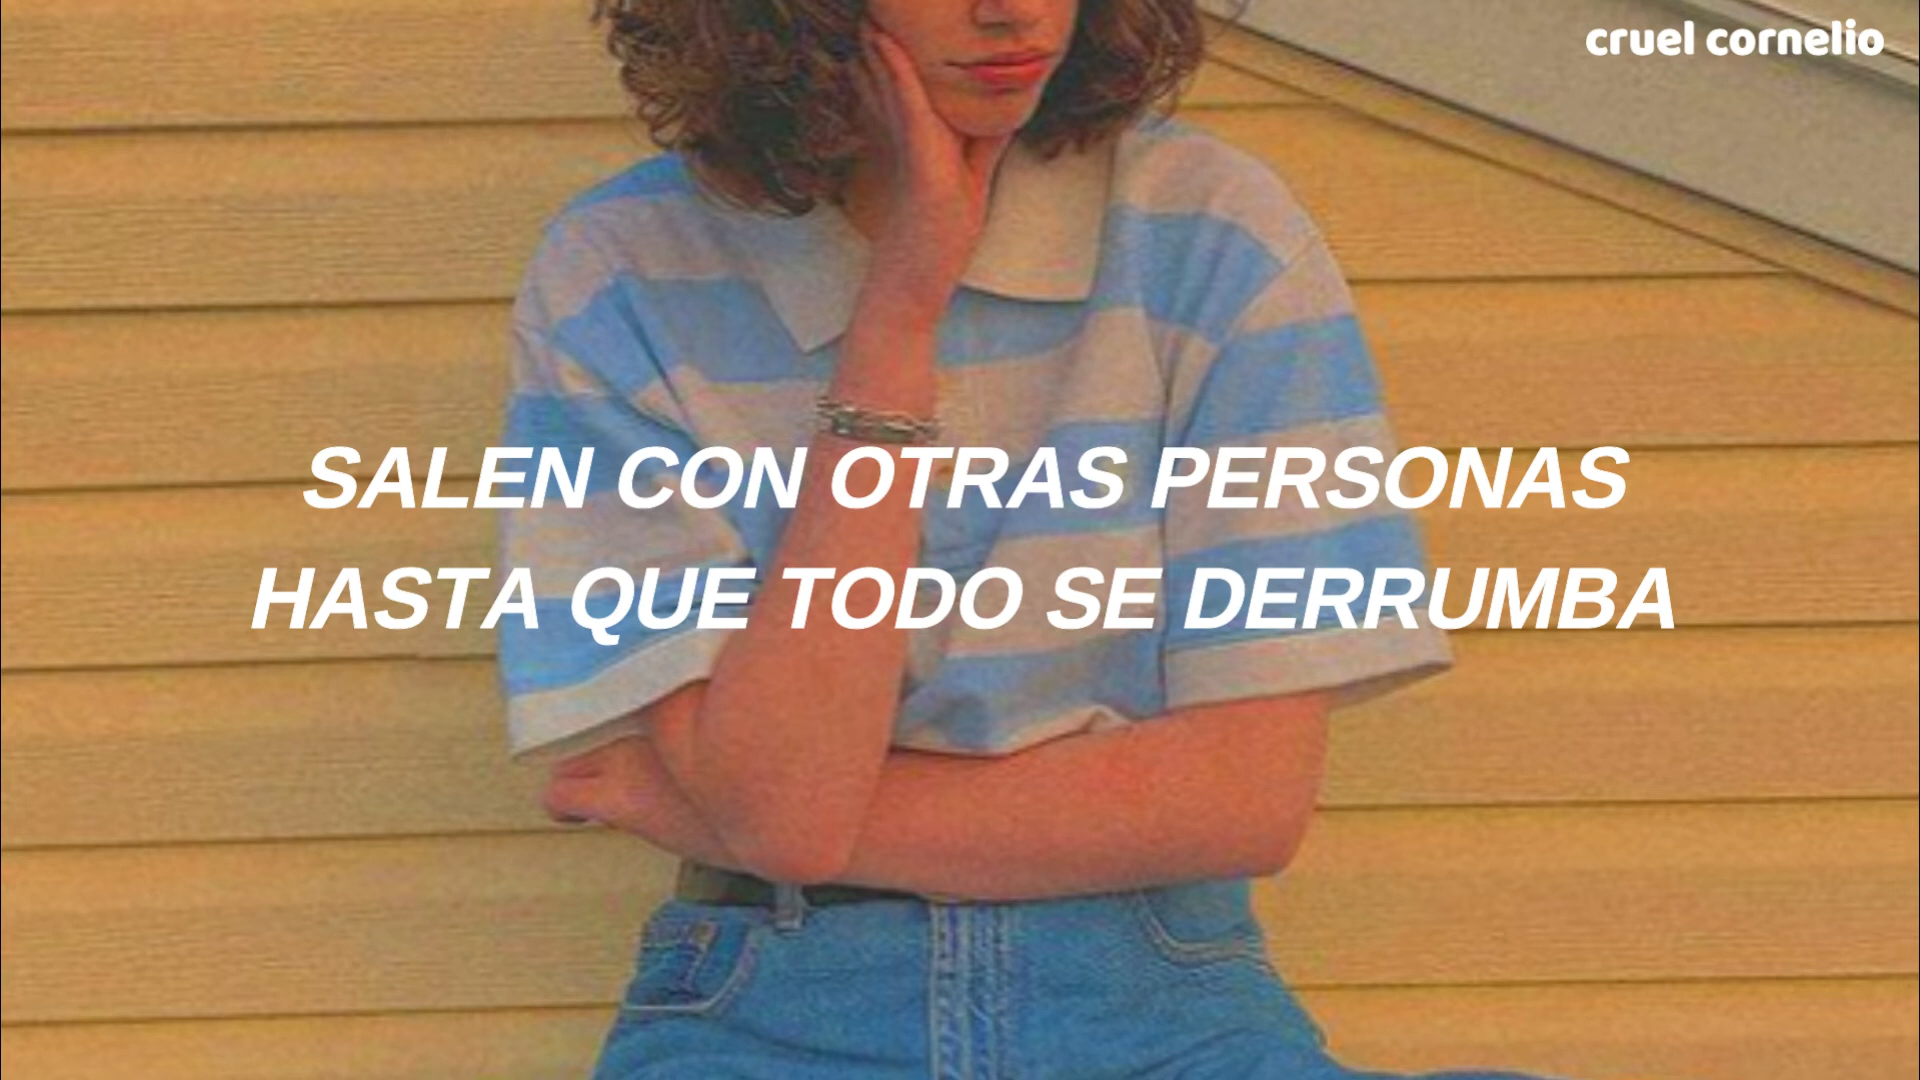 cruel cornelio
SALEN CON OTRAS PERSONAS
HASTA QUE TODO SE DERRUMBA